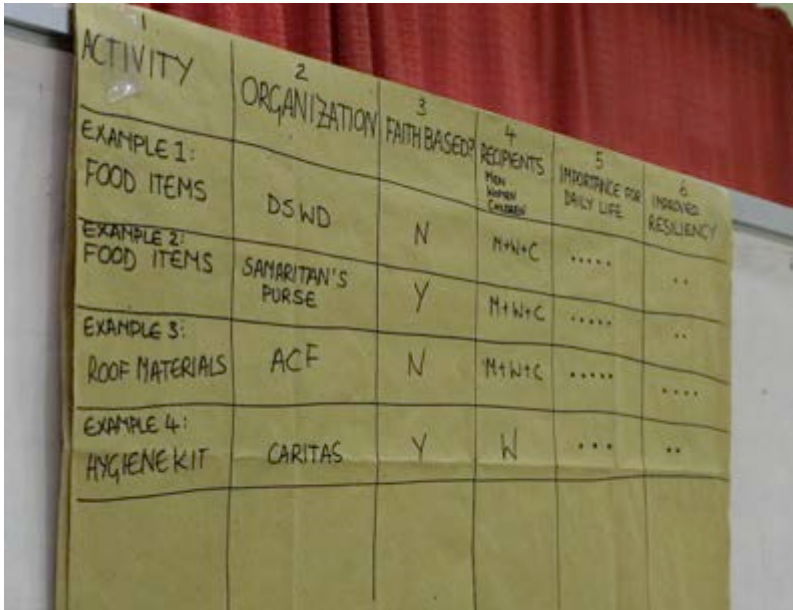 1
ACTIVITY
2
ORGANIZATION
3
FAITH BASED?
4
RECIPIENTS
MEN
WOMEN
CHILDREN
5
IMPORTANCE FOR
DAILY LIFE
6
IMPROVED
RESILIENCY
EXAMPLE 1:
FOOD ITEMS
DSWD
N
M+W+C
.....
..
EXAMPLE 2:
FOOD ITEMS
SAMARITAN'S
PURSE
Y
M+W+C
.....
..
EXAMPLE 3:
ROOF MATERIALS
ACF
N
M+W+C
.....
....
EXAMPLE 4:
HYGIENE KIT
CARITAS
Y
W
...
..